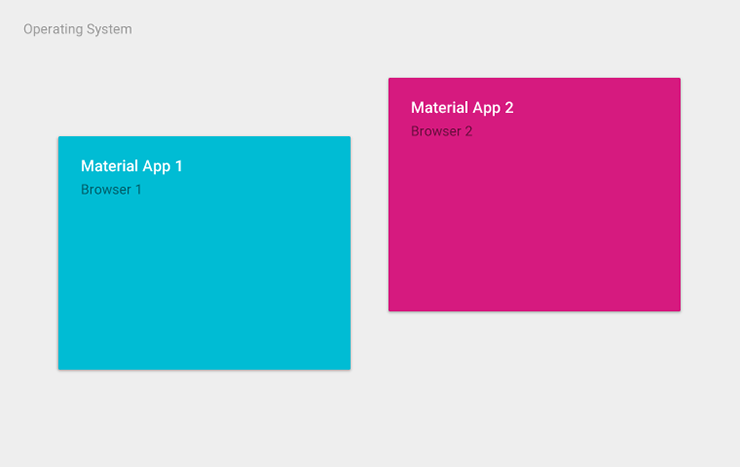 Operating System
Material App 1
Browser 1
Material App 2
Browser 2